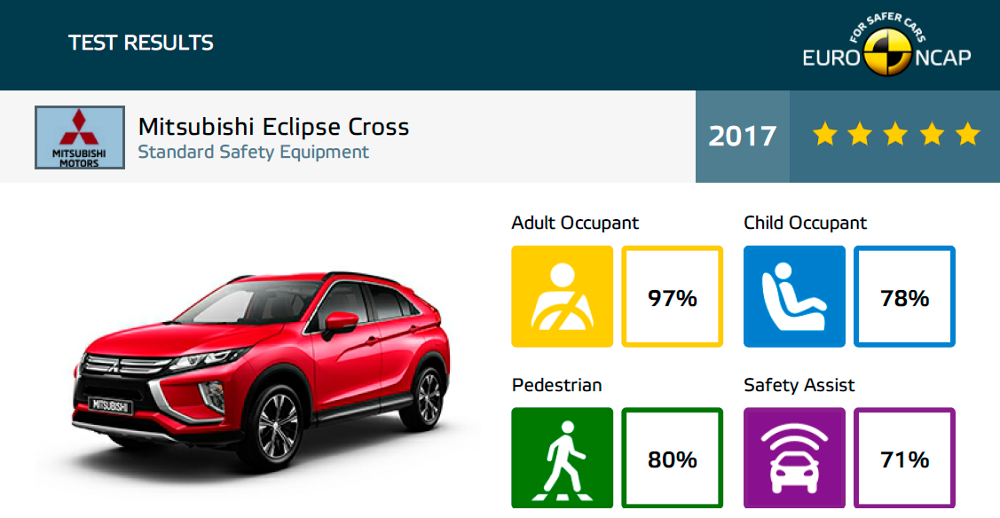 TEST RESULTS
FOR SAFER CARS
EURO NCAP
MITSUBISHI
MOTORS
Mitsubishi Eclipse Cross
Standard Safety Equipment
2017
Adult Occupant
97%
Child Occupant
78%
MITSUBISHI
Pedestrian
80%
Safety Assist
71%